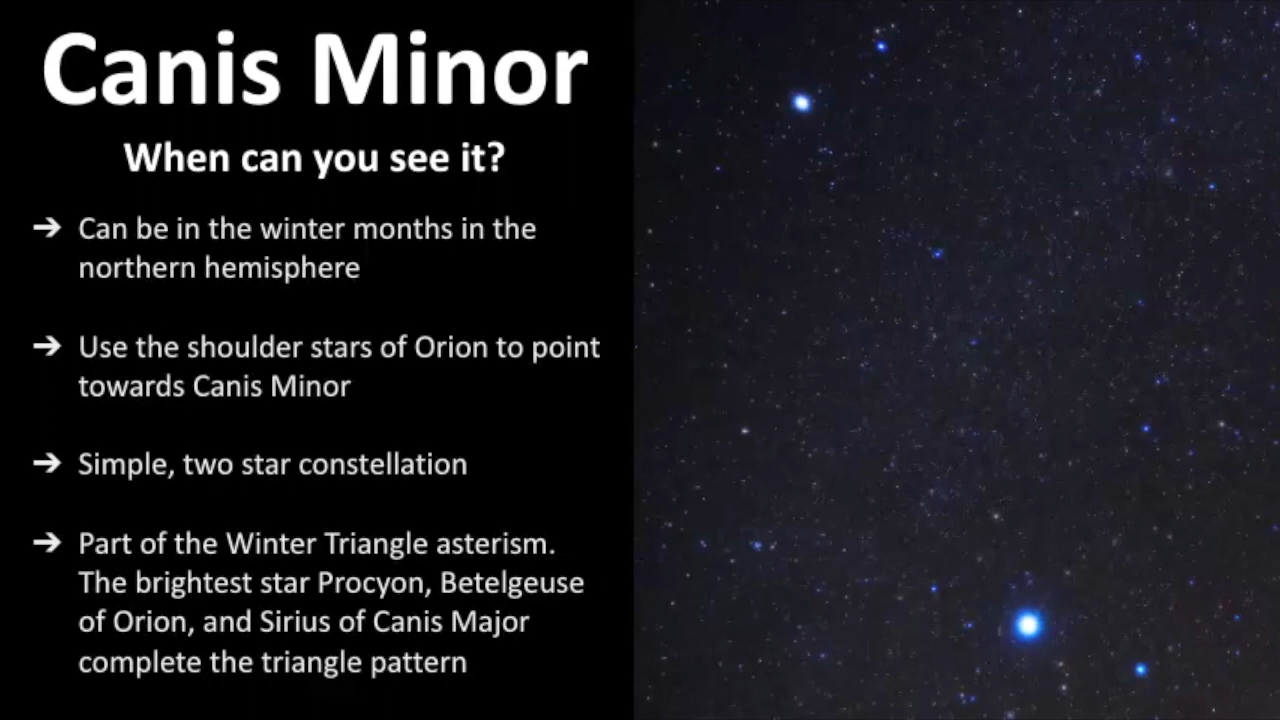 Canis Minor
When can you see it?
➔ Can be in the winter months in the
northern hemisphere
➔ Use the shoulder stars of Orion to point
towards Canis Minor
➔ Simple, two star constellation
➔ Part of the Winter Triangle asterism.
The brightest star Procyon, Betelgeuse
of Orion, and Sirius of Canis Major
complete the triangle pattern